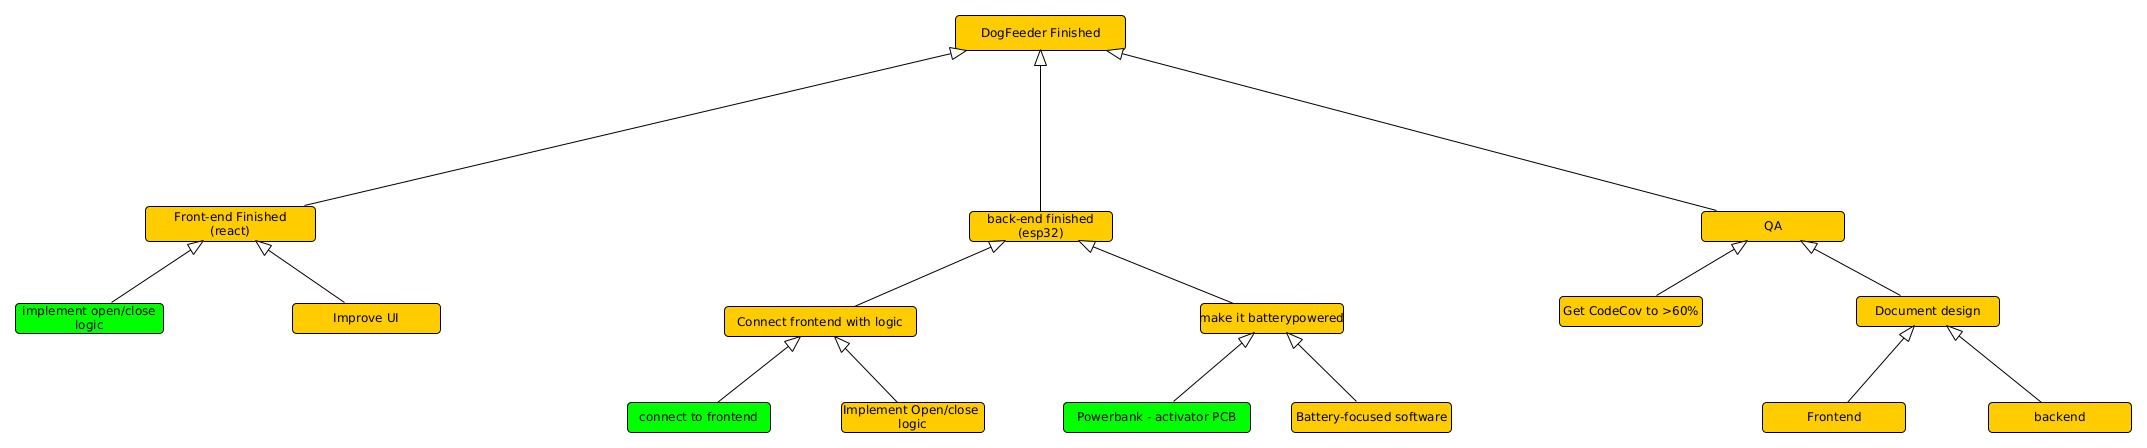 DogFeeder Finished
Front-end Finished
(react)
back-end finished
(esp32)
QA
implement open/close
logic
Improve UI
Connect frontend with logic
make it batterypowered
Get CodeCov to >60%
Document design
connect to frontend
Implement Open/close
logic
Powerbank - activator PCB
Battery-focused software
Frontend
backend